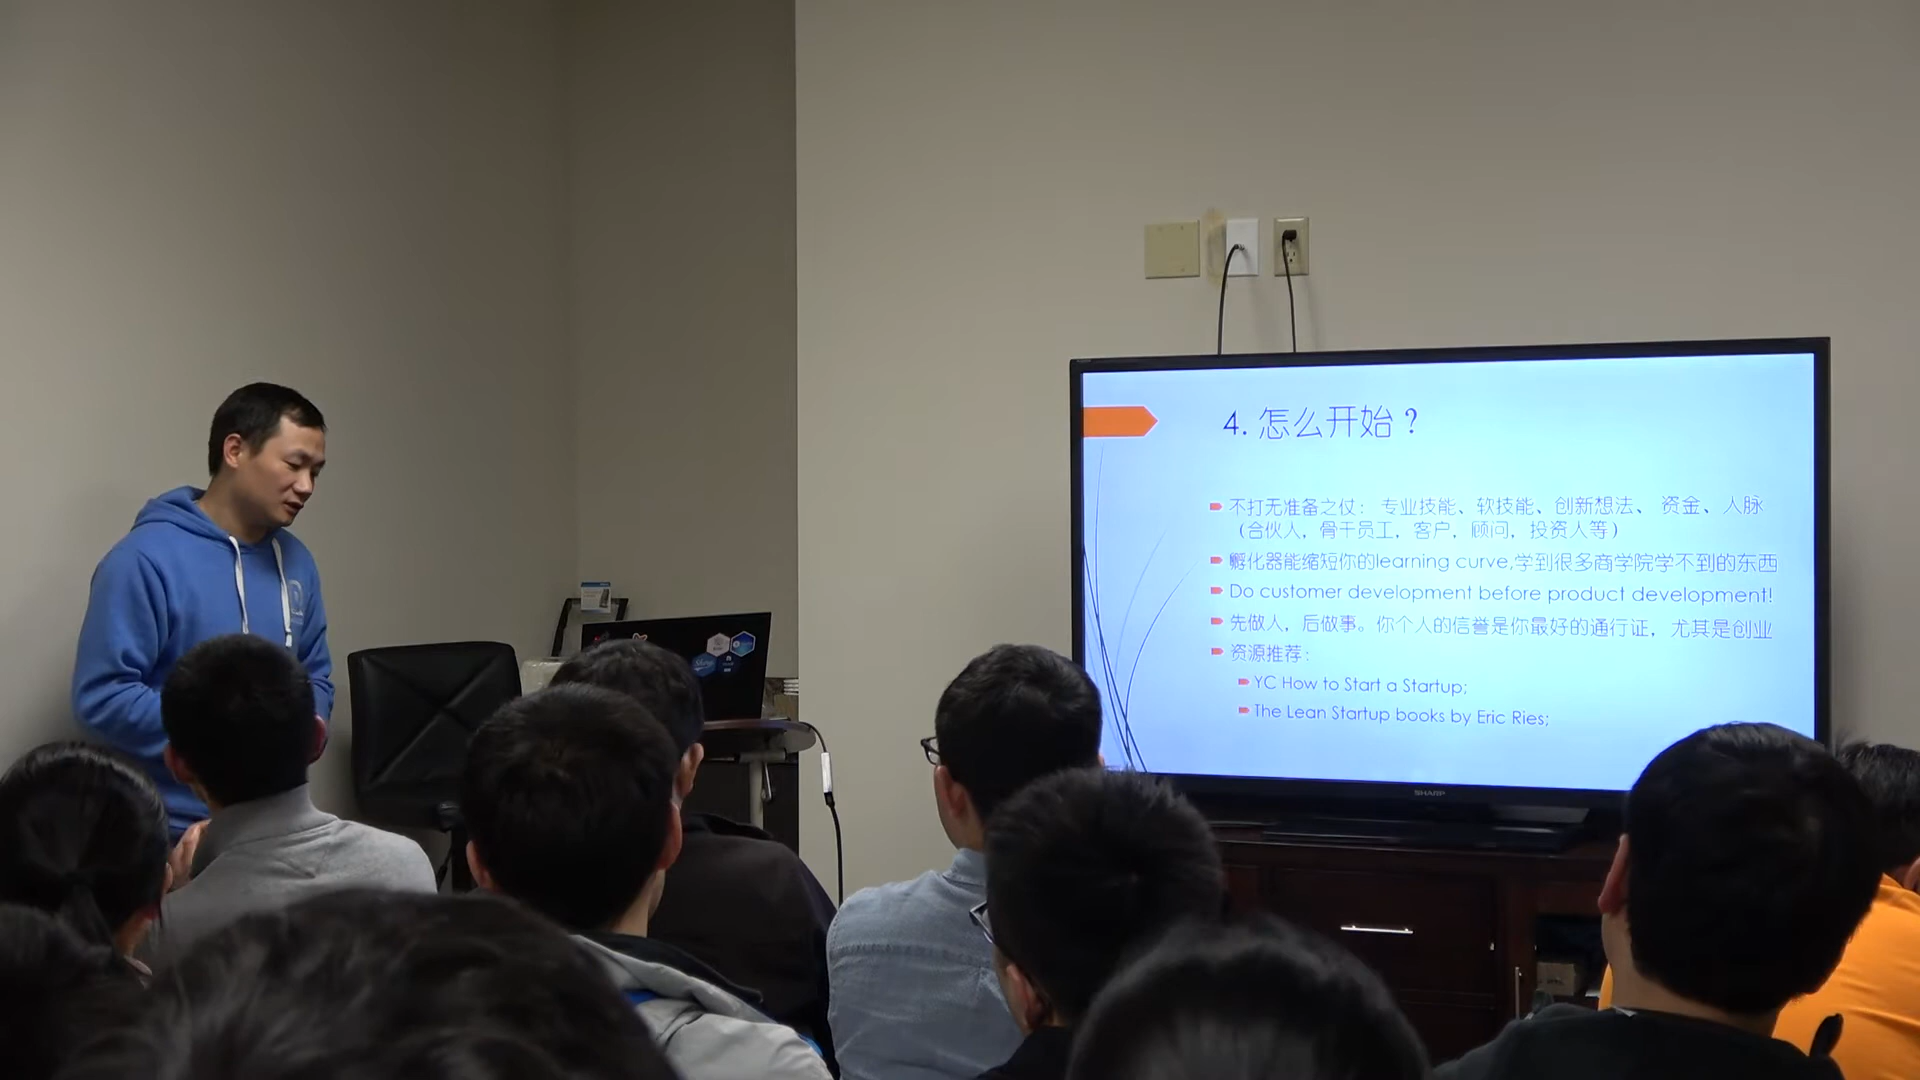 4. 怎么开始？
不打无准备之仗： 专业技能、软技能、创新想法、 资金、人脉
（合伙人，骨干员工，客户，顾问，投资人等）
孵化器能缩短你的learning curve,学到很多商学院学不到的东西
Do customer development before product development!
先做人，后做事。你个人的信誉是你最好的通行证，尤其是创业
资源推荐：
YC How to Start a Startup;
The Lean Startup books by Eric Ries;
SHARP